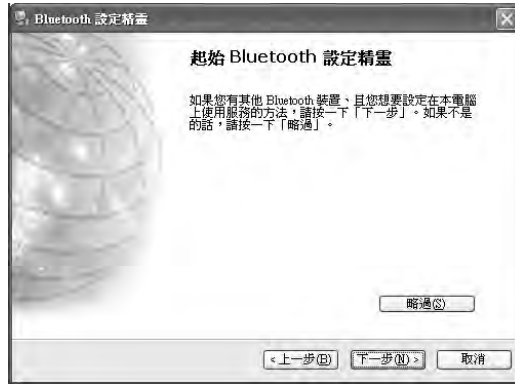 Bluetooth 設定精靈
起始 Bluetooth 設定精靈
如果您有其他 Bluetooth 裝置、且您想要設定在本電腦
上使用服務的方法，請按一下「下一步」。如果不是
的話，請按一下「略過」。
略過(S)
<上一步(B) 下一步(N)> 取消